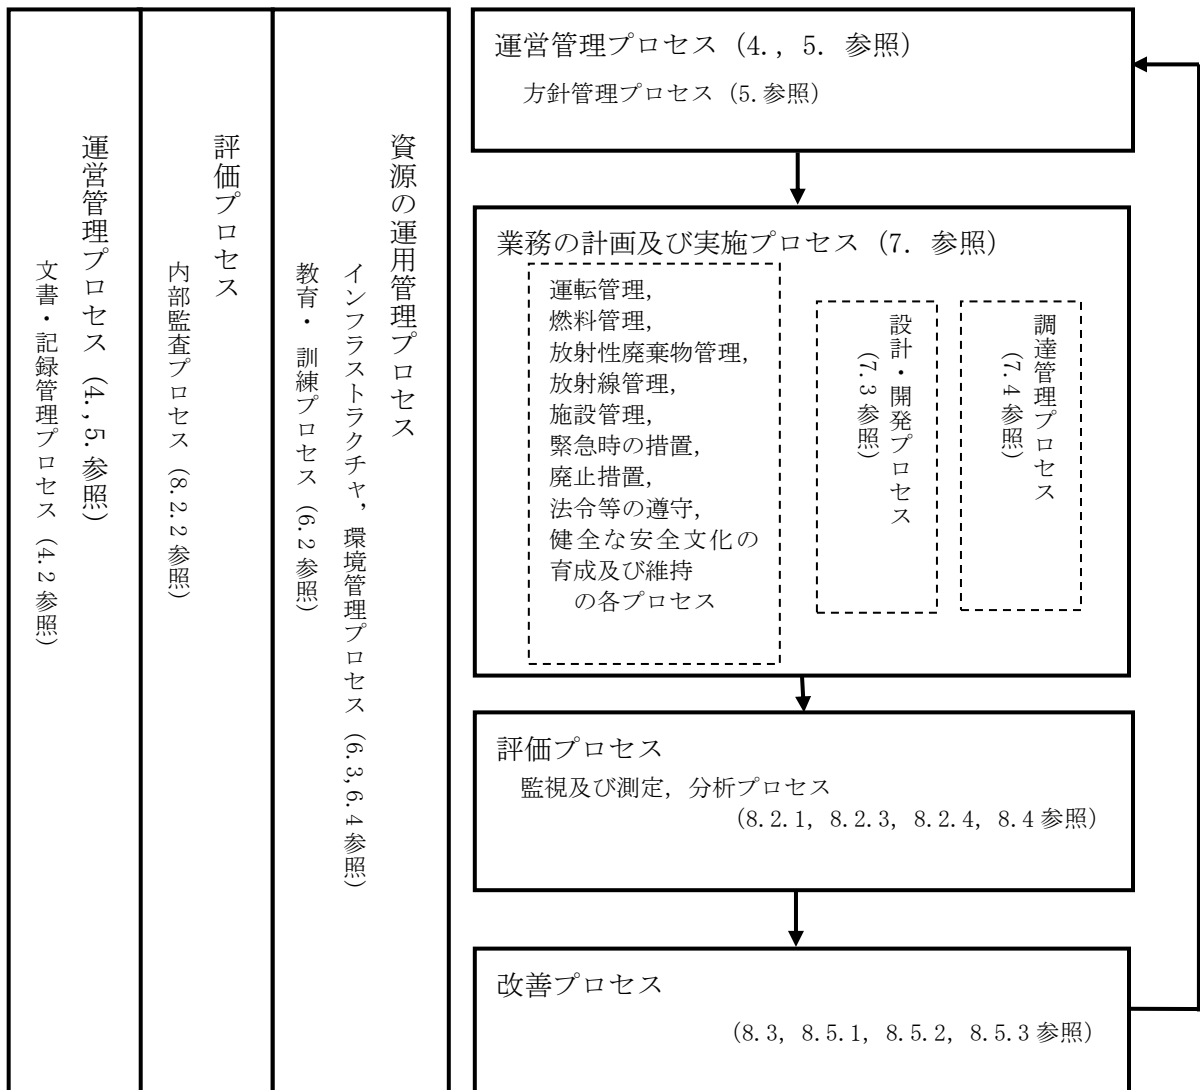 運営管理プロセス（4.，5.参照）
文書・記録管理プロセス（4.2参照）
評価プロセス
内部監査プロセス（8.2.2参照）
資源の運用管理プロセス
インフラストラクチャ，環境管理プロセス（6.3,6.4参照）
教育・訓練プロセス（6.2参照）
運営管理プロセス（4.，5. 参照）
方針管理プロセス（5.参照）
業務の計画及び実施プロセス（7. 参照）
運転管理，
燃料管理，
放射性廃棄物管理，
放射線管理，
施設管理，
緊急時の措置，
廃止措置，
法令等の遵守，
健全な安全文化の
育成及び維持
の各プロセス
設計・開発プロセス
（7.3参照）
調達管理プロセス
（7.4参照）
評価プロセス
監視及び測定，分析プロセス
（8.2.1，8.2.3，8.2.4，8.4参照）
改善プロセス
（8.3，8.5.1，8.5.2，8.5.3参照）